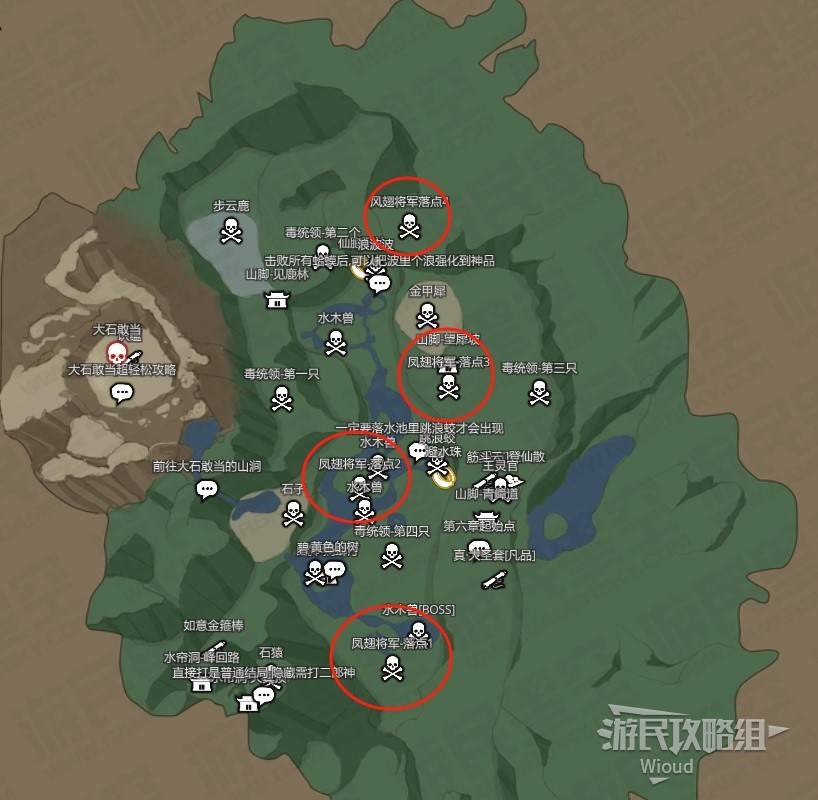 风翅将军落点4
步云鹿
毒统领-第二个
浪波波
击败所有蛤蟆后,可以把波里个浪强化到神品
山脚-见鹿林
金甲犀
水木兽
大石敢当
山脚-望犀坡
凤翅将军-落点3
毒统领-第三只
大石敢当超轻松攻略
毒统领-第一只
一定要落水池里跳浪蛟才会出现
水木兽
跳浪蛟
避水珠
凤翅将军-落点2
筋斗云]登仙散
王灵官
前往大石敢当的山涧
石子
水木兽
山脚-青峰道
毒统领-第四只
第六章起始点
黄色的树
真·大圣套[凡品]
水木兽[BOSS]
如意金箍棒
凤翅将军-落点1
水帘洞-峰回路
石猿
直接打是普通结局,隐藏需打二郎神
游民攻略组
Wioud